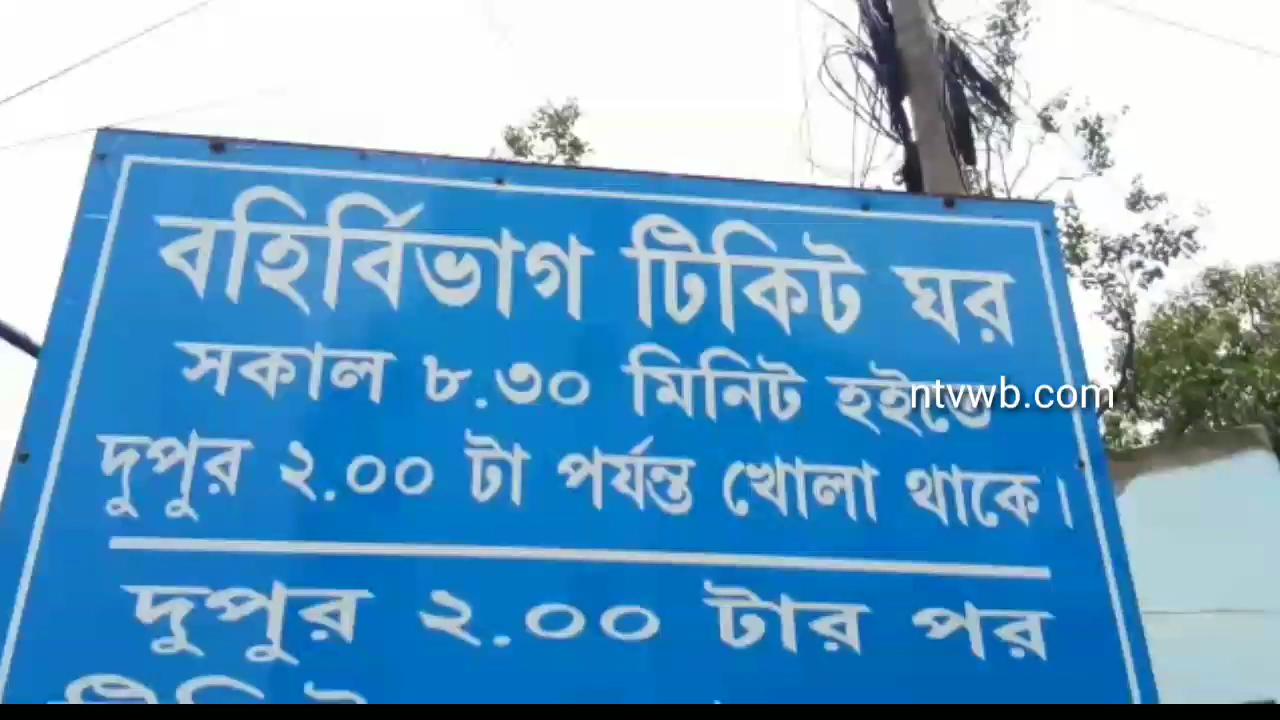 বহির্বিভাগ টিকিট ঘর
সকাল ৮.৩০ মিনিট হইতে
ntvwb.com
দুপুর ২.০০ টা পর্যন্ত খোলা থাকে।
দুপুর ২.০০ টার পর